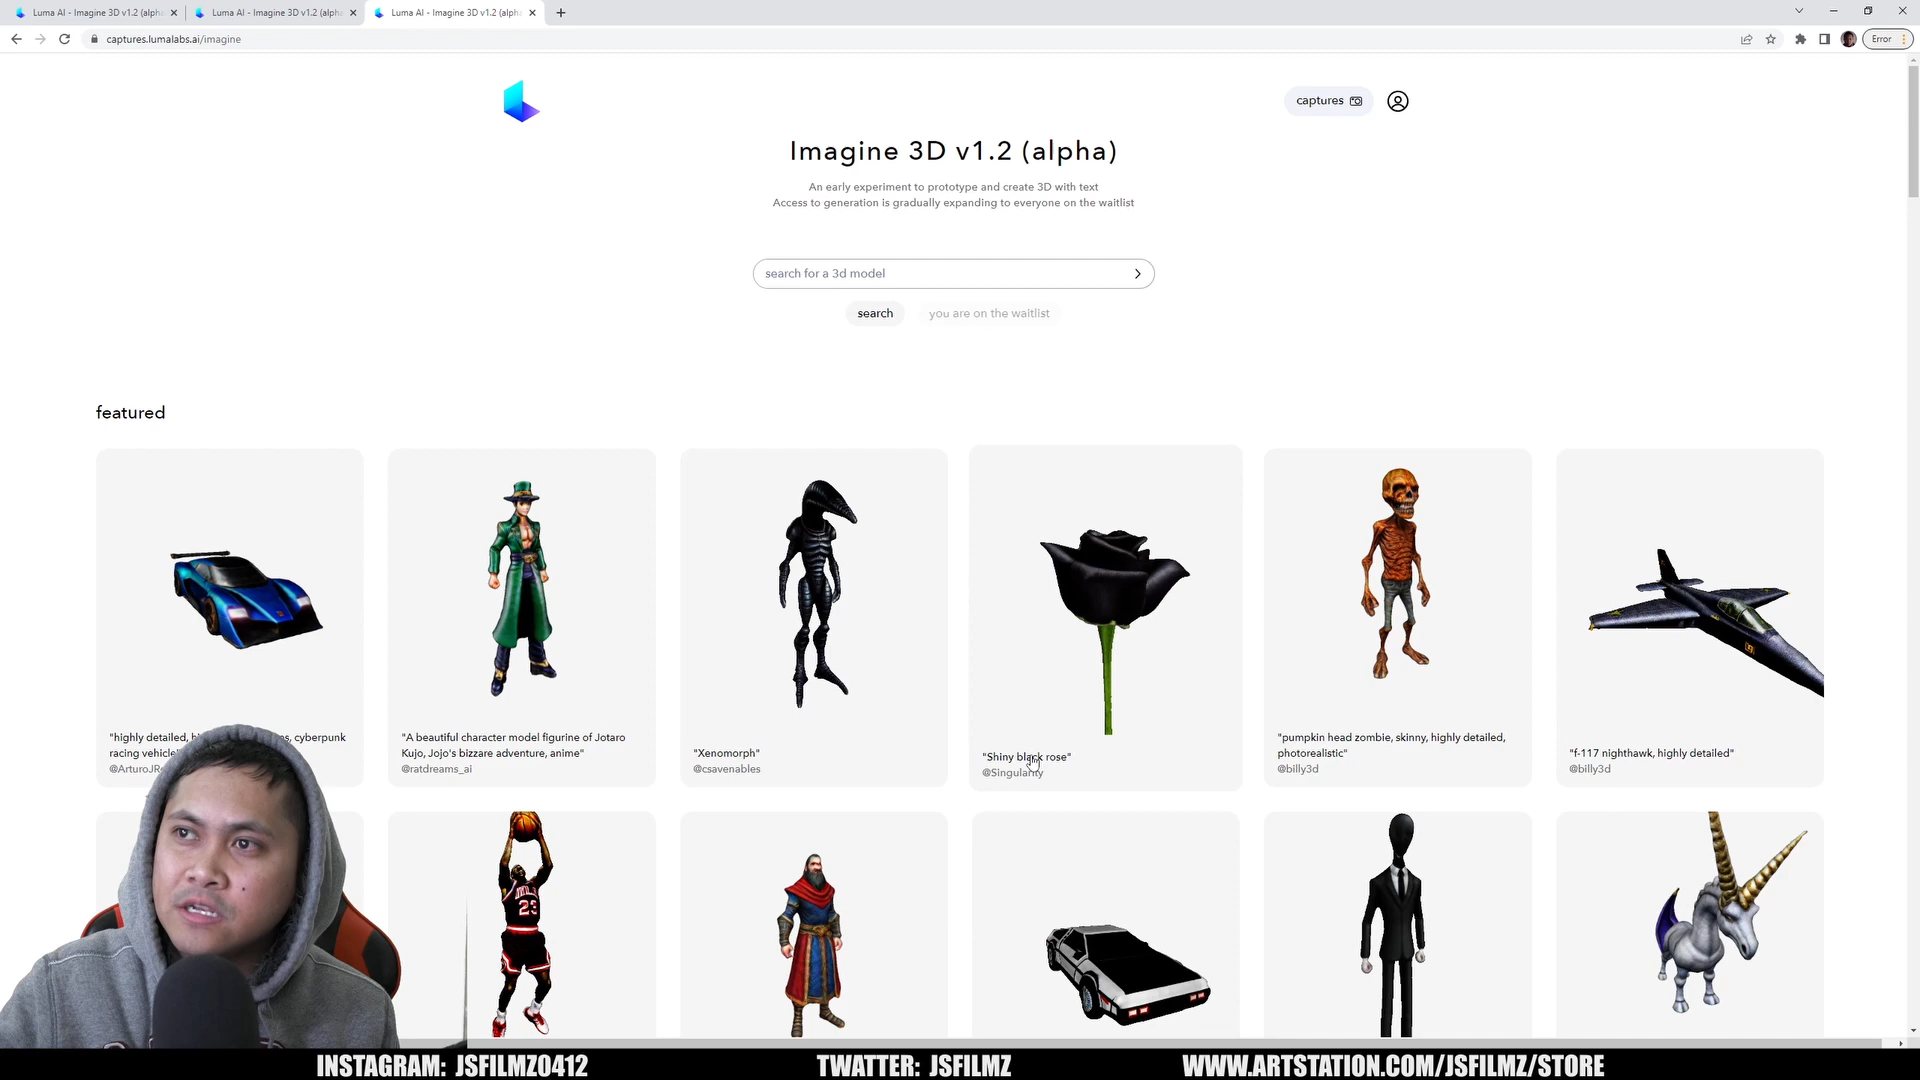 Luma AI - Imagine 3D v1.2 (alph
Luma AI - Imagine 3D v1.2 (alph
Luma AI - Imagine 3D v1.2 (alph
captures.lumalabs.ai/imagine
Error
captures
Imagine 3D v1.2 (alpha)
An early experiment to prototype and create 3D with text
Access to generation is gradually expanding to everyone on the waitlist
search for a 3d model
search
you are on the waitlist
featured
"highly detailed, cyberpunk
racing vehicle"
@ArturoJRe
"A beautiful character model figurine of Jotaro
Kujo, Jojo's bizzare adventure, anime"
@ratdreams_ai
"Xenomorph"
@csavenables
"Shiny black rose"
@Singularity
"pumpkin head zombie, skinny, highly detailed,
photorealistic"
@billy3d
"f-117 nighthawk, highly detailed"
@billy3d
23
INSTAGRAM: JSFILMZ0412
TWATTER: JSFILMZ
WWW.ARTSTATION.COM/JSFILMZ/STORE